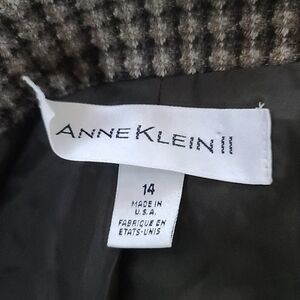 ANNE KLEIN II
14
MADE IN
U.S.A.
FABRIQUE EN
ETATS-UNIS